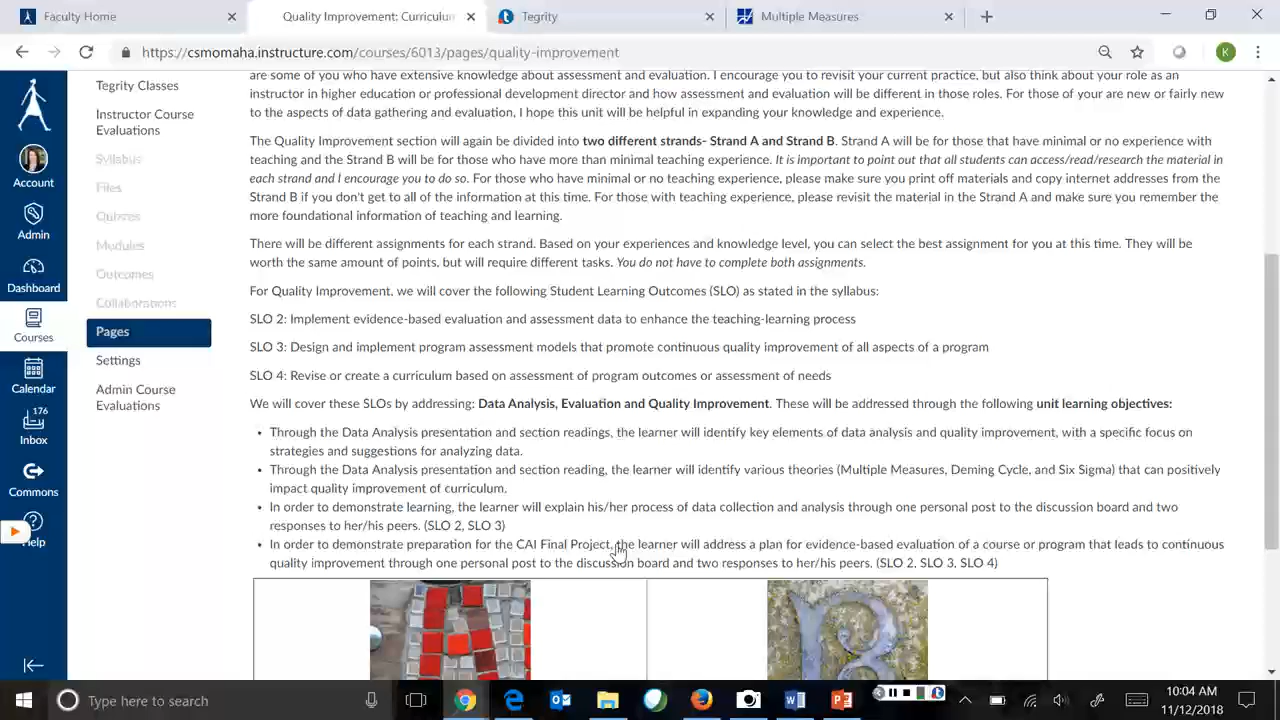 Faculty Home
Quality Improvement: Curriculun
Tegrity
Multiple Measures
https://csmomaha.instructure.com/courses/6013/pages/quality-improvement
K
Account
Admin
Dashboard
Courses
Calendar
176
Inbox
Commons
Help
Tegrity Classes
Instructor Course
Evaluations
Syllabus
Files
Quizzes
Modules
Outcomes
Collaborations
Pages
Settings
Admin Course
Evaluations
are some of you who have extensive knowledge about assessment and evaluation. I encourage you to revisit your current practice, but also think about your role as an
instructor in higher education or professional development director and how assessment and evaluation will be different in those roles. For those of your are new or fairly new
to the aspects of data gathering and evaluation, I hope this unit will be helpful in expanding your knowledge and experience.
The Quality Improvement section will again be divided into two different strands- Strand A and Strand B. Strand A will be for those that have minimal or no experience with
teaching and the Strand B will be for those who have more than minimal teaching experience. It is important to point out that all students can access/read/research the material in
each strand and I encourage you to do so. For those who have minimal or no teaching experience, please make sure you print off materials and copy internet addresses from the
Strand B if you don't get to all of the information at this time. For those with teaching experience, please revisit the material in the Strand A and make sure you remember the
more foundational information of teaching and learning.
There will be different assignments for each strand. Based on your experiences and knowledge level, you can select the best assignment for you at this time. They will be
worth the same amount of points, but will require different tasks. You do not have to complete both assignments.
For Quality Improvement, we will cover the following Student Learning Outcomes (SLO) as stated in the syllabus:
SLO 2: Implement evidence-based evaluation and assessment data to enhance the teaching-learning process
SLO 3: Design and implement program assessment models that promote continuous quality improvement of all aspects of a program
SLO 4: Revise or create a curriculum based on assessment of program outcomes or assessment of needs
We will cover these SLOs by addressing: Data Analysis, Evaluation and Quality Improvement. These will be addressed through the following unit learning objectives:
• Through the Data Analysis presentation and section readings, the learner will identify key elements of data analysis and quality improvement, with a specific focus on
strategies and suggestions for analyzing data.
• Through the Data Analysis presentation and section reading, the learner will identify various theories (Multiple Measures, Deming Cycle, and Six Sigma) that can positively
impact quality improvement of curriculum.
• In order to demonstrate learning, the learner will explain his/her process of data collection and analysis through one personal post to the discussion board and two
responses to her/his peers. (SLO 2, SLO 3)
• In order to demonstrate preparation for the CAI Final Project, the learner will address a plan for evidence-based evaluation of a course or program that leads to continuous
quality improvement through one personal post to the discussion board and two responses to her/his peers. (SLO 2. SLO 3. SLO 4)
Type here to search
10:04 AM
11/12/2018